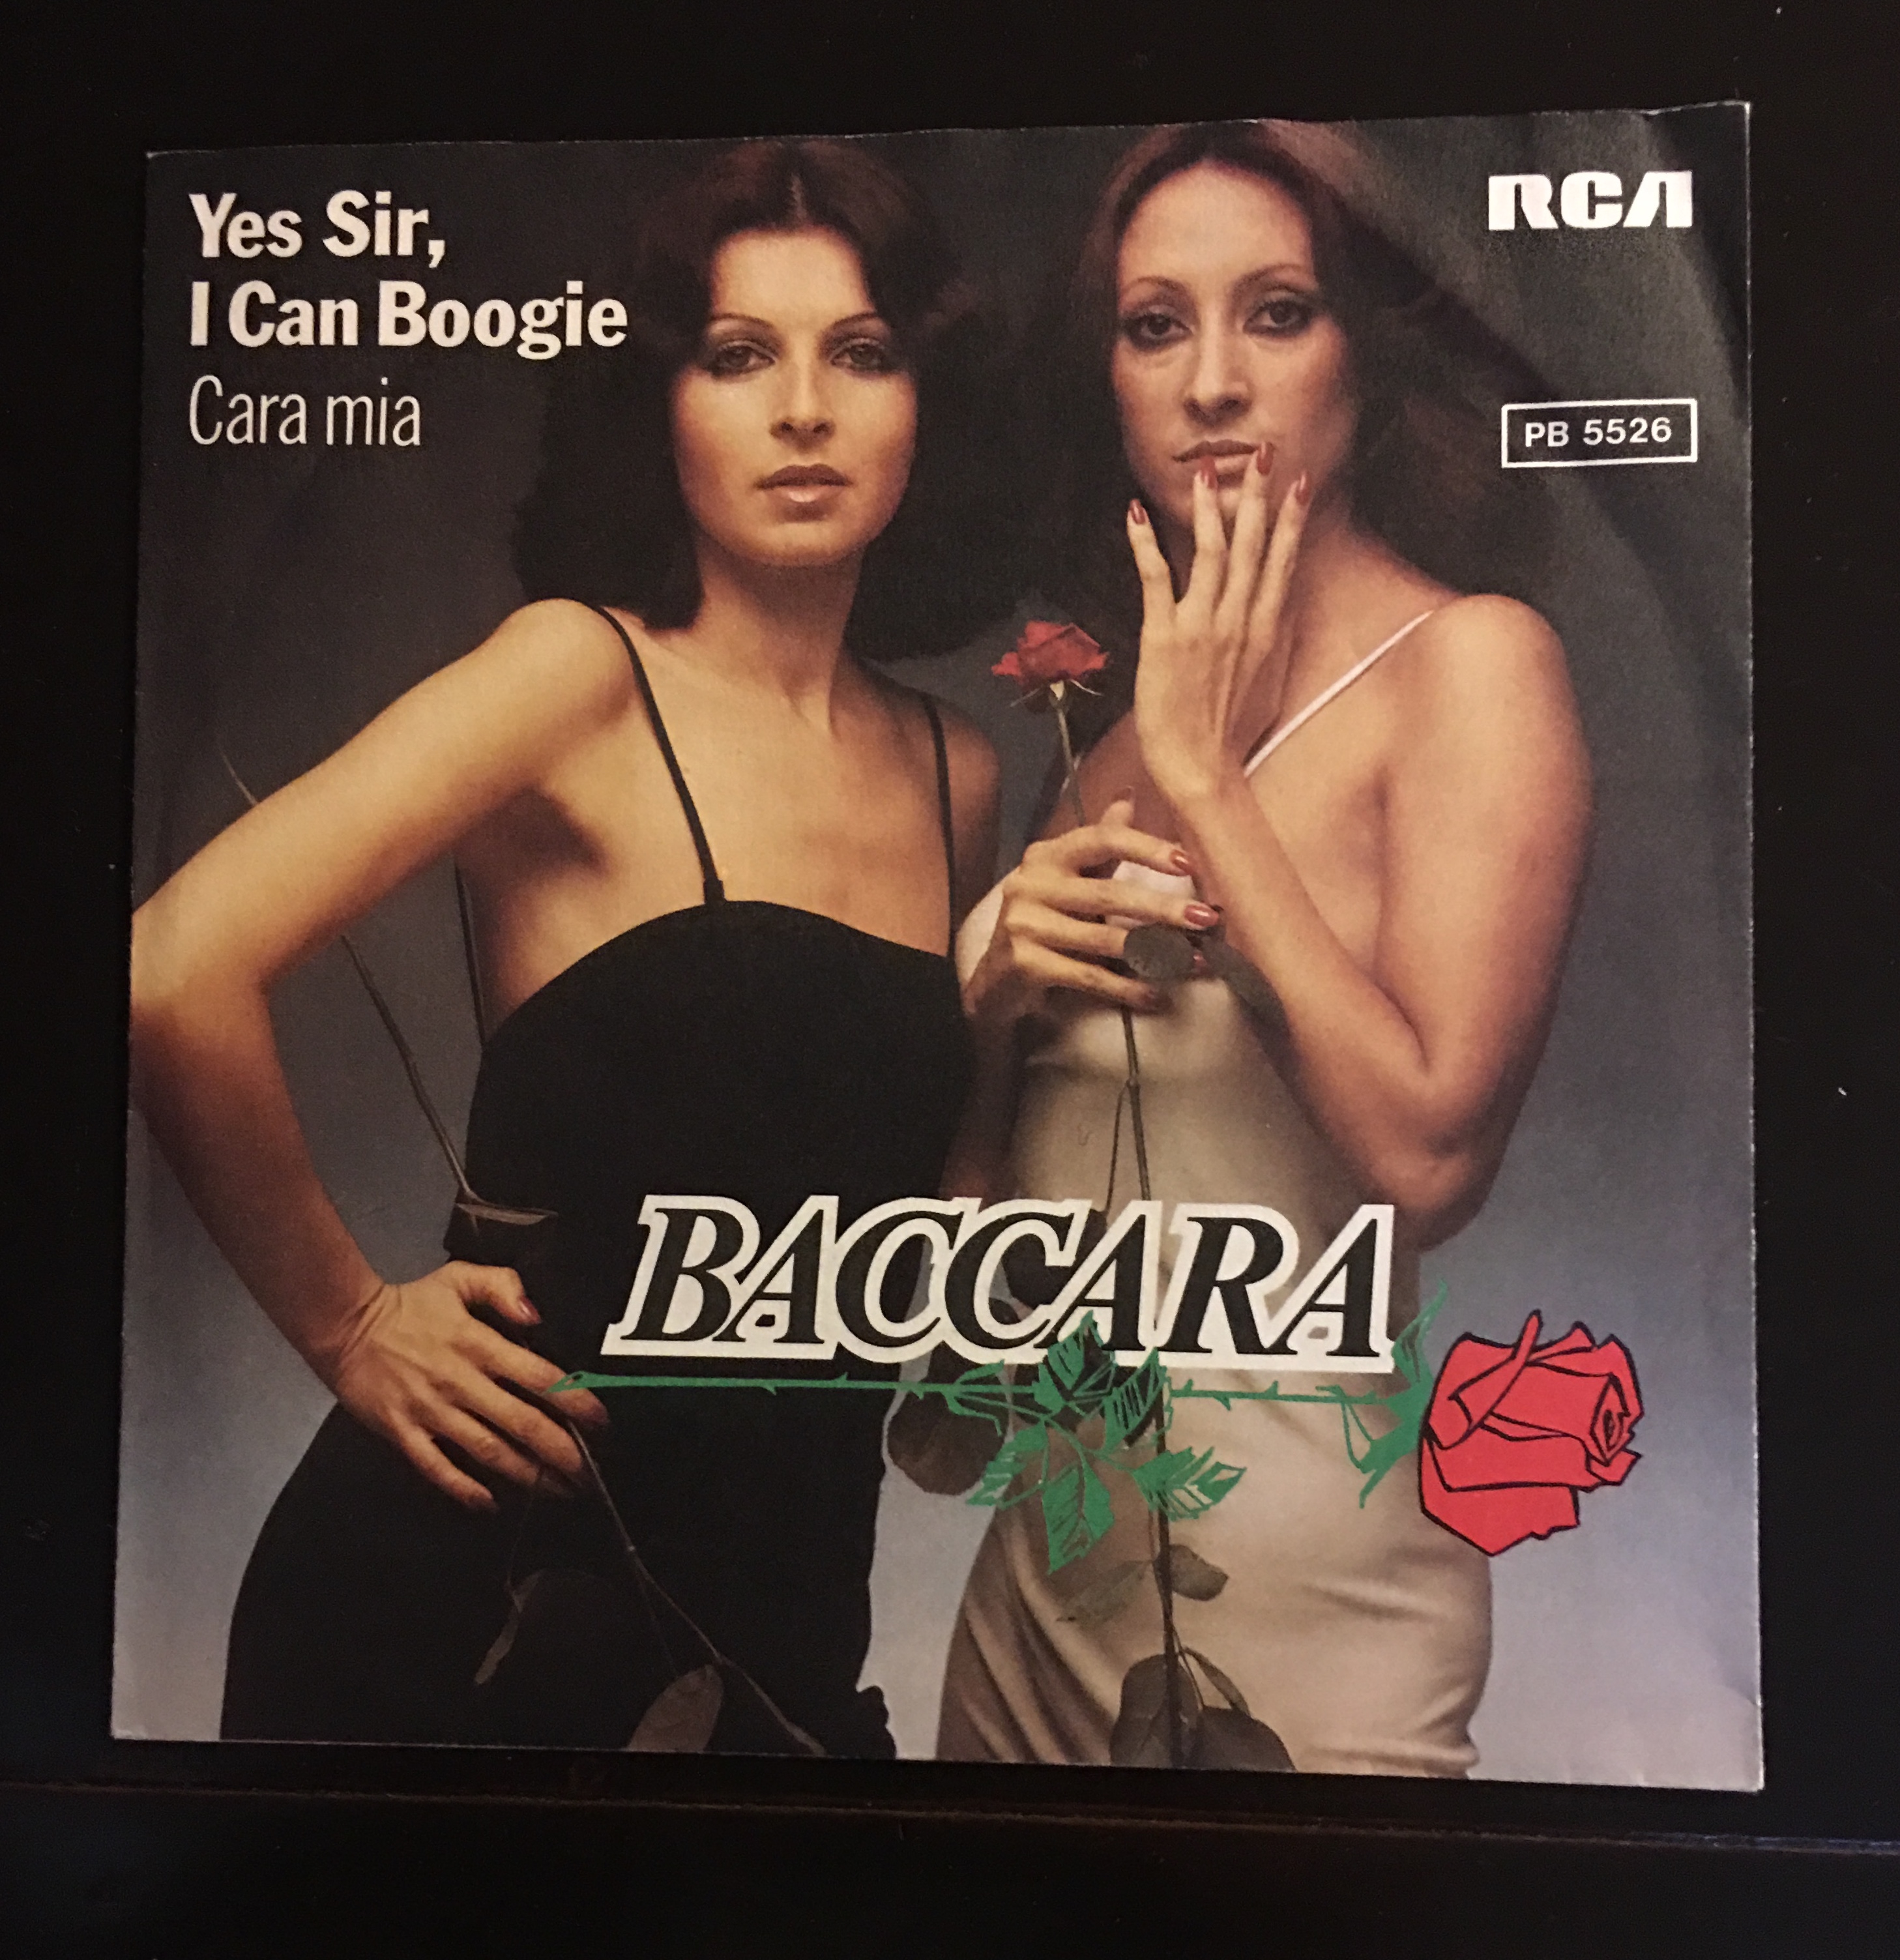 Yes Sir,
I Can Boogie
Cara mia
RCA
PB 5526
BACCARA